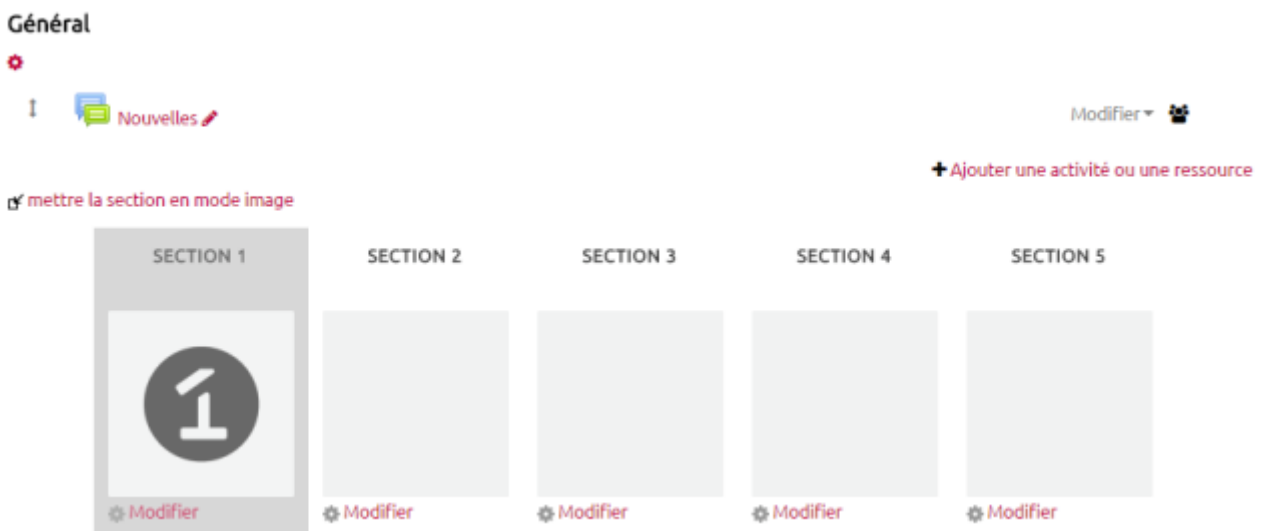 Général
Nouvelles
Modifier
Ajouter une activité ou une ressource
mettre la section en mode image
SECTION 1 SECTION 2 SECTION 3 SECTION 4 SECTION 5
1
Modifier Modifier Modifier Modifier Modifier